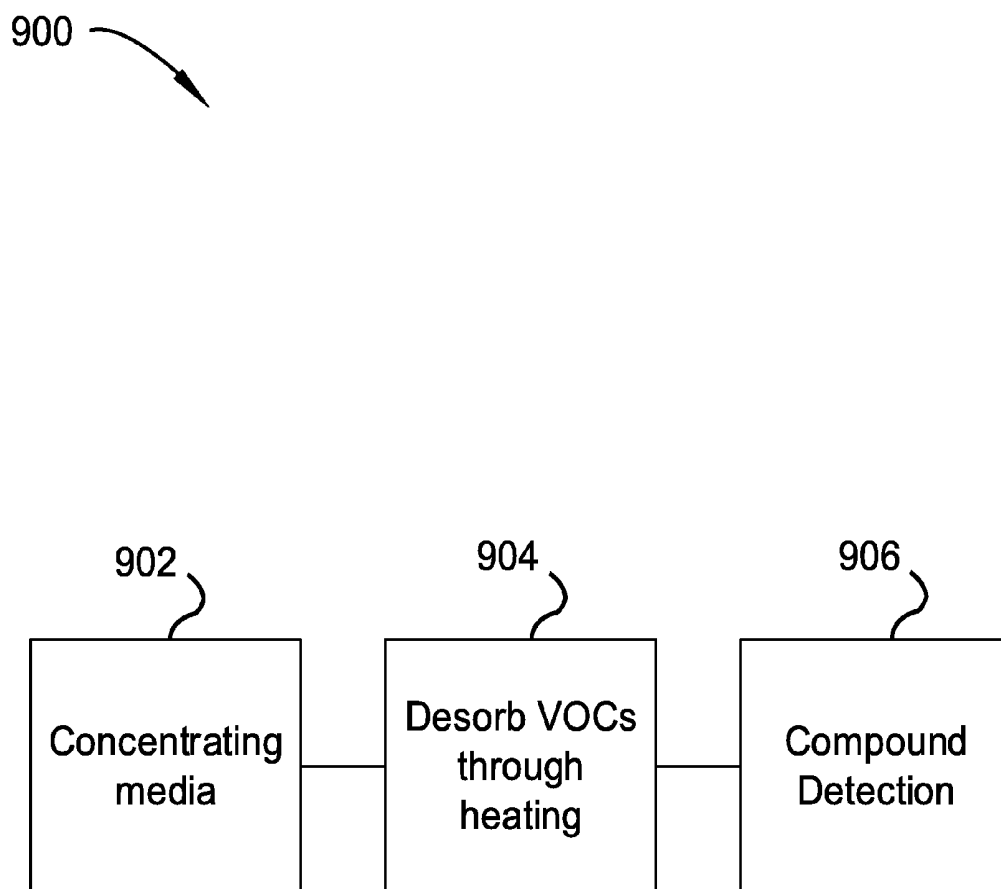 900
902
904
906
Concentrating
media
Desorb VOCs
through
heating
Compound
Detection